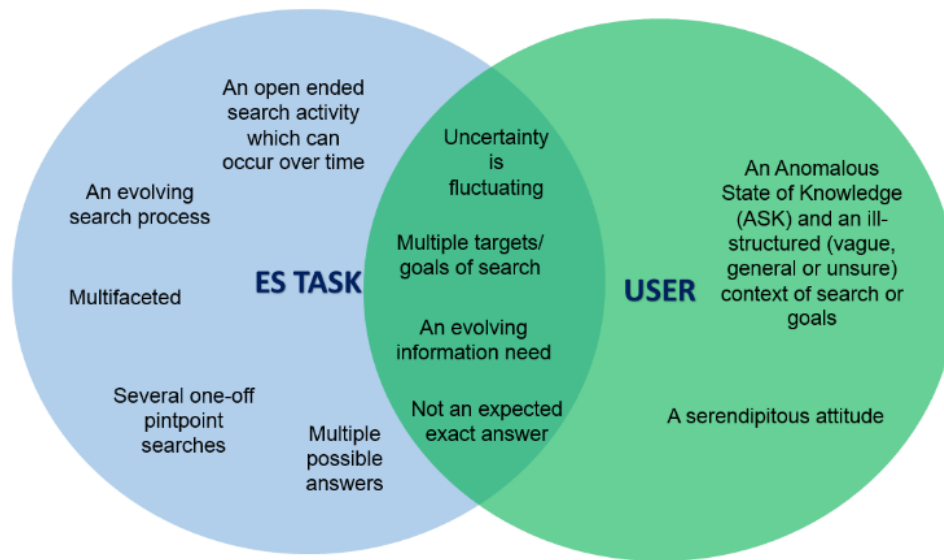 An open ended
search activity
which can
occur over time
An evolving
search process
Multifaceted
ES TASK
Several one-off
pintpoint
searches
Multiple
possible
answers
Uncertainty
is
fluctuating
Multiple targets/
goals of search
An evolving
information need
Not an expected
exact answer
USER
An Anomalous
State of Knowledge
(ASK) and an ill-
structured (vague,
general or unsure)
context of search or
goals
A serendipitous attitude